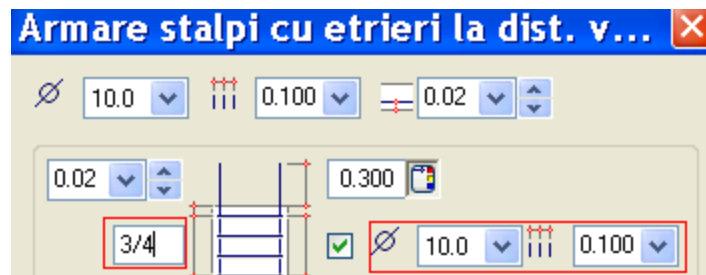 Armare stalpi cu etrieri la dist. v...
Ø 10.0 0.100 0.02
0.02 0.300
3/4 Ø 10.0 0.100